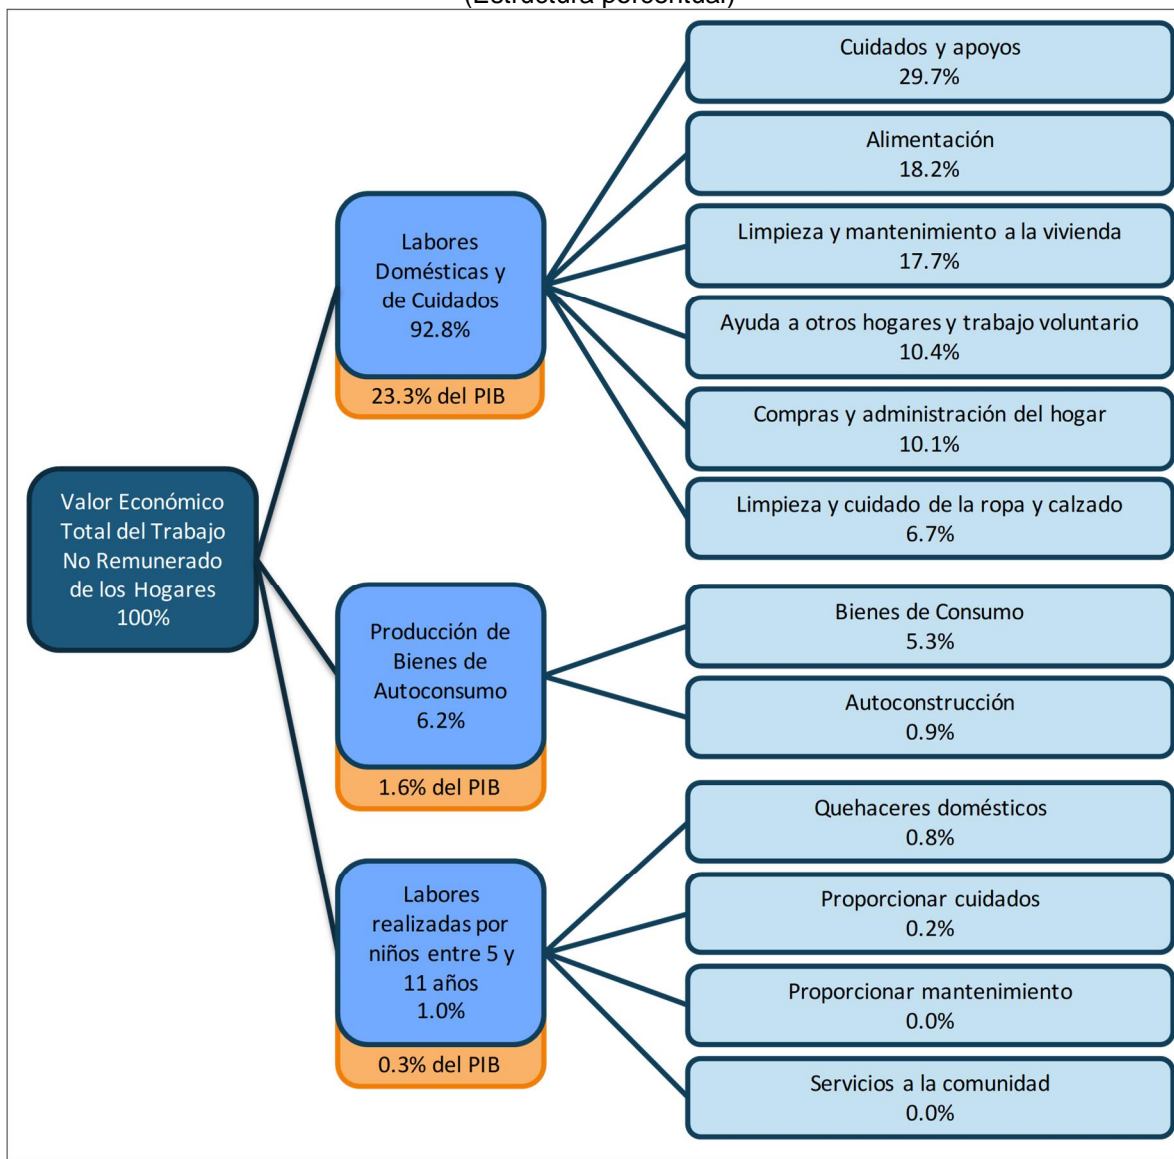 (Estructura porcentual)
Valor Económico
Total del Trabajo
No Remunerado
de los Hogares
100%
Labores
Domésticas y
de Cuidados
92.8%
23.3% del PIB
Cuidados y apoyos
29.7%
Alimentación
18.2%
Limpieza y mantenimiento a la vivienda
17.7%
Ayuda a otros hogares y trabajo voluntario
10.4%
Compras y administración del hogar
10.1%
Limpieza y cuidado de la ropa y calzado
6.7%
Producción de
Bienes de
Autoconsumo
6.2%
1.6% del PIB
Bienes de Consumo
5.3%
Autoconstrucción
0.9%
Labores
realizadas por
niños entre 5 y
11 años
1.0%
0.3% del PIB
Quehaceres domésticos
0.8%
Proporcionar cuidados
0.2%
Proporcionar mantenimiento
0.0%
Servicios a la comunidad
0.0%